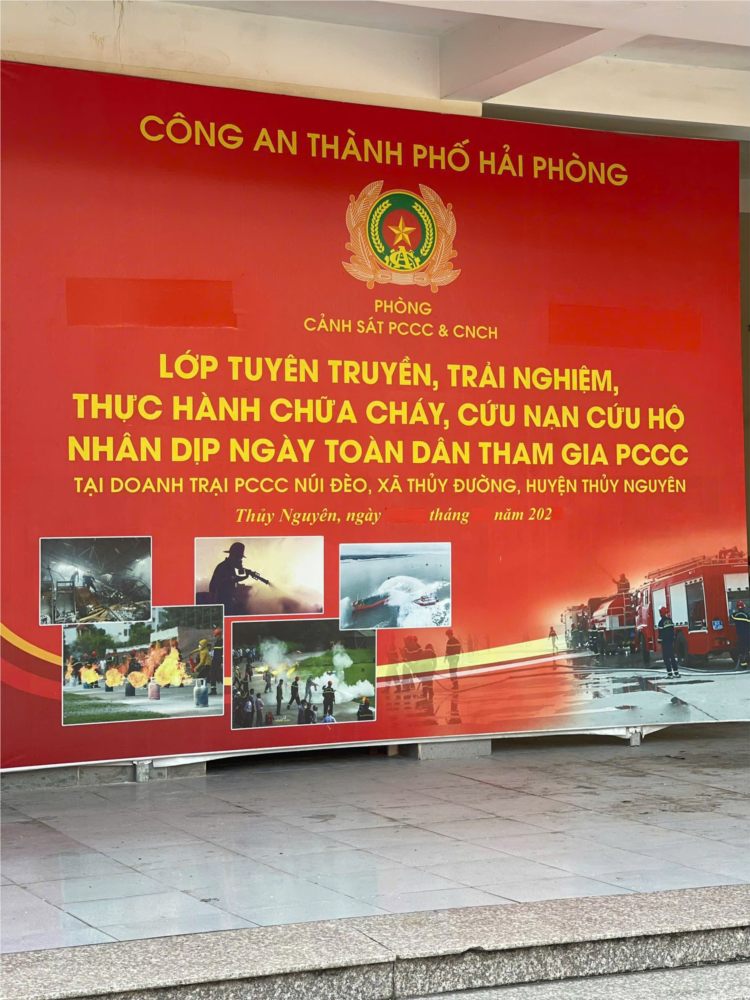 CÔNG AN THÀNH PHỐ HẢI PHÒNG
PHÒNG
CẢNH SÁT PCCC & CNCH
LỚP TUYÊN TRUYỀN, TRẢI NGHIỆM,
THỰC HÀNH CHỮA CHÁY, CỨU NẠN CỨU HỘ
NHÂN DỊP NGÀY TOÀN DÂN THAM GIA PCCC
TẠI DOANH TRẠI PCCC NÚI ĐÈO, XÃ THỦY ĐƯỜNG, HUYỆN THỦY NGUYÊN
Thủy Nguyên, ngày tháng năm 202